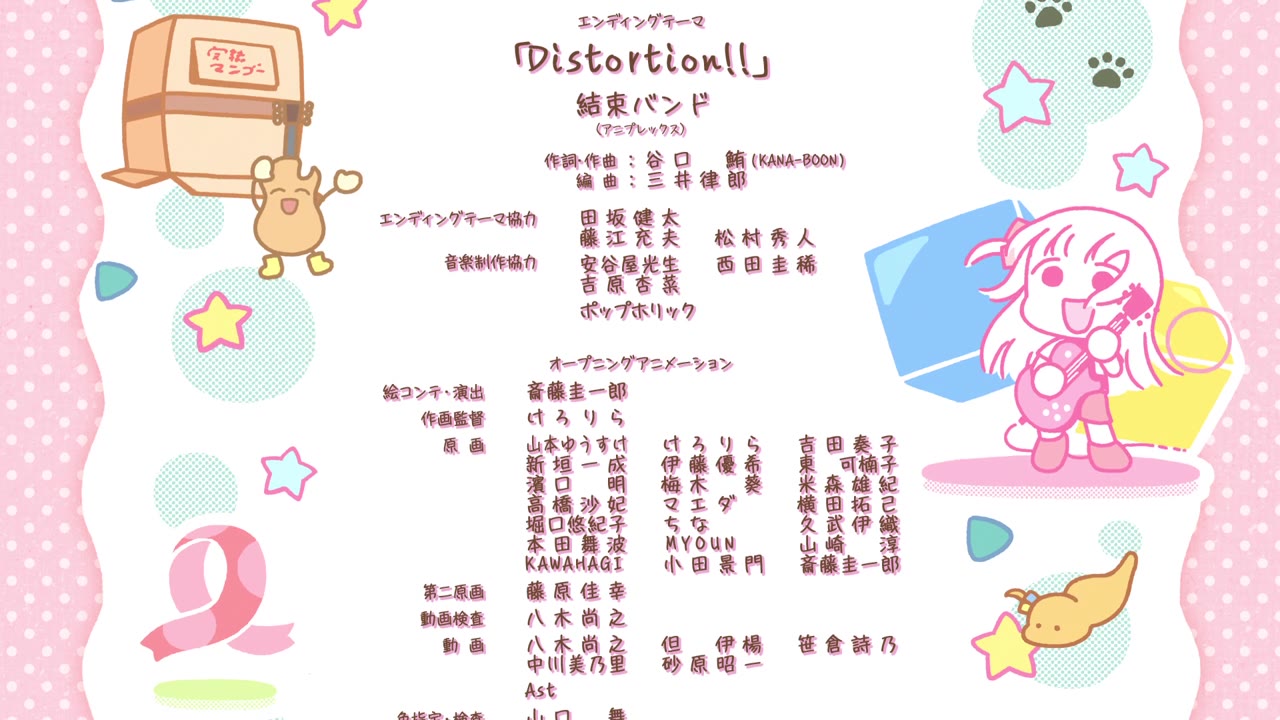 完熟
マンゴー
エンディングテーマ
「Distortion!!」
結束バンド
(アニプレックス)
作詞・作曲 : 谷口 鮪 (KANA-BOON)
編曲 : 三井律郎
エンディングテーマ協力 田坂健太
藤江充夫 松村秀人
音楽制作協力 安谷屋光生 西田圭稀
吉原杏菜
ポップホリック
オープニングアニメーション
絵コンテ・演出 斎藤圭一郎
作画監督 けろりら
原画 山本ゆうすけ けろりら 吉田奏子
新垣一成 伊藤優希 東 可楠子
濱口 明 梅木 葵 米森雄紀
高橋沙妃 マエダ 横田拓己
堀口悠紀子 ちな 久武伊織
本田舞波 MYOUN 山崎 淳
KAWAHAGI 小田景門 斎藤圭一郎
第二原画 藤原佳幸
動画検査 八木尚之
動画 八木尚之 但 伊楊 笹倉詩乃
中川美乃里 砂原昭一
Ast
色指定・検査 山口 舞